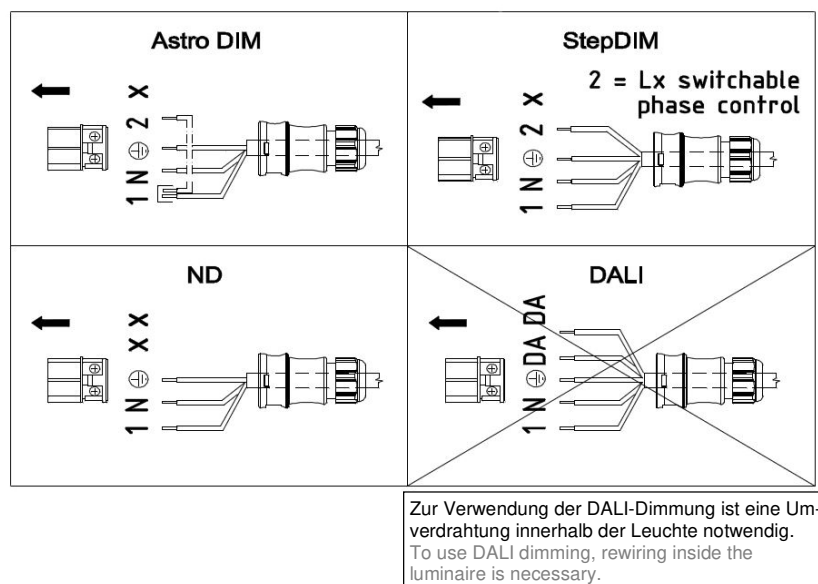 Astro DIM
1 N ⏚ 2 X
StepDIM
2 = Lx switchable
phase control
1 N ⏚ 2 X
ND
1 N ⏚ X X
DALI
1 N ⏚ DA DA
Zur Verwendung der DALI-Dimmung ist eine Um-
verdrahtung innerhalb der Leuchte notwendig.
To use DALI dimming, rewiring inside the
luminaire is necessary.